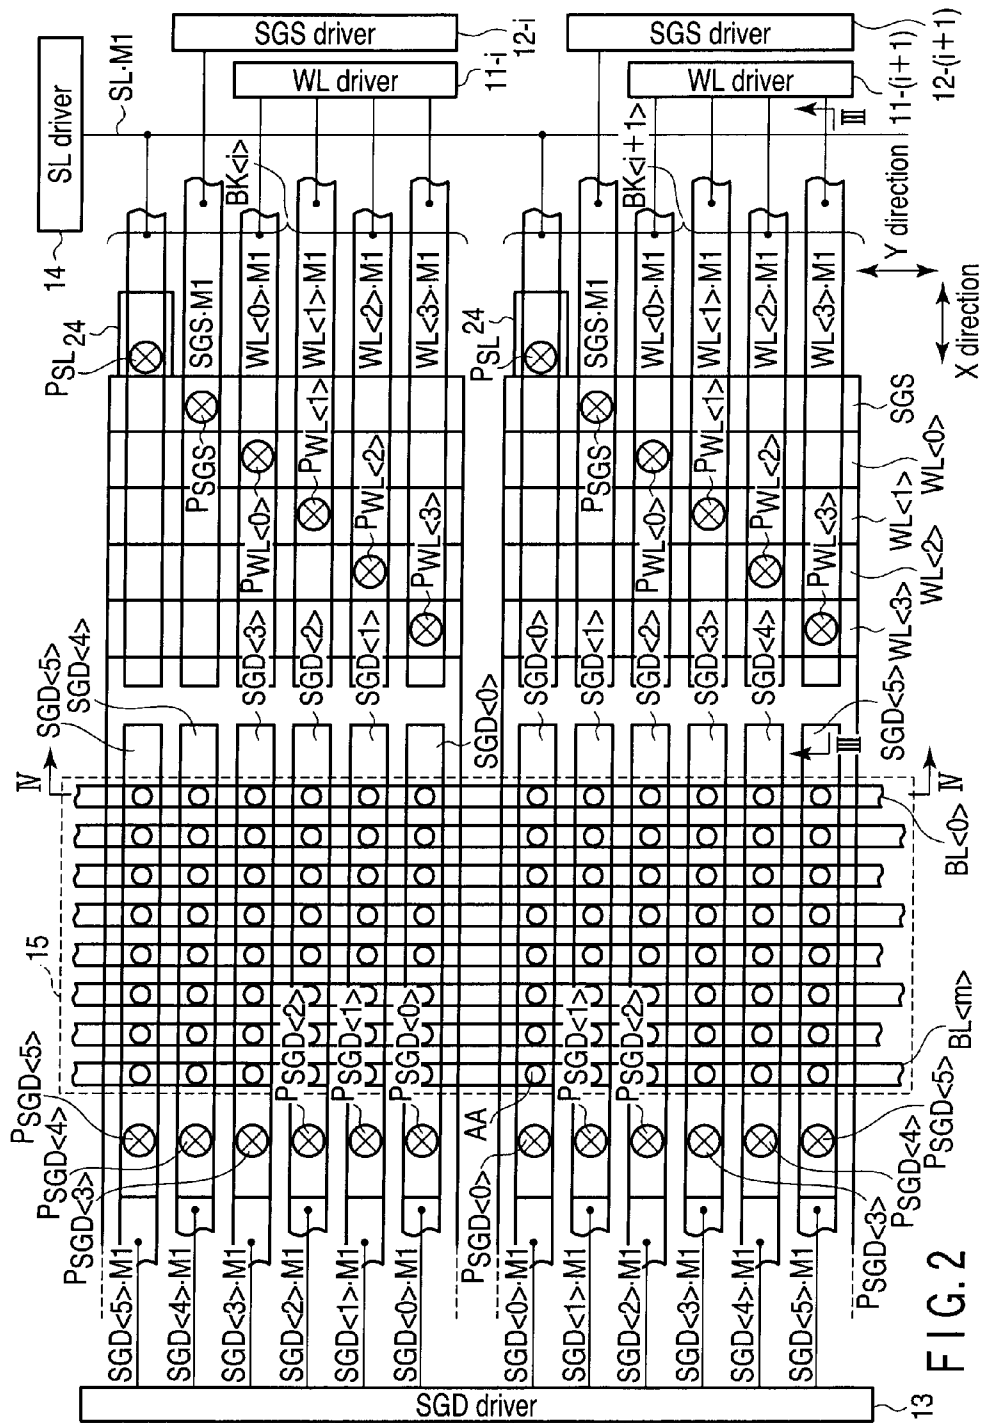 SL driver
14
SL·M1
SGS driver
12-i
WL driver
11-i
SGS driver
12-(i+1)
WL driver
11-(i+1)
III
BK<i>
BK<i+1>
Y direction
X direction
24
PSL
SGS·M1
WL<0>·M1
WL<1>·M1
WL<2>·M1
WL<3>·M1
24
PSL
SGS·M1
WL<0>·M1
WL<1>·M1
WL<2>·M1
WL<3>·M1
PSGS
PWL<0>
PWL<1>
PWL<2>
PWL<3>
PSGS
PWL<0>
PWL<1>
PWL<2>
PWL<3>
SGS
WL<0>
WL<1>
WL<2>
WL<3>
SGD<5>
SGD<4>
SGD<3>
SGD<2>
SGD<1>
SGD<0>
SGD<0>
SGD<1>
SGD<2>
SGD<3>
SGD<4>
SGD<5>
III
IV
IV
15
BL<0>
BL<m>
AA
PSGD<5>
PSGD<4>
PSGD<3>
PSGD<2>
PSGD<1>
PSGD<0>
PSGD<0>
PSGD<1>
PSGD<2>
PSGD<3>
PSGD<4>
PSGD<5>
SGD<5>·M1
SGD<4>·M1
SGD<3>·M1
SGD<2>·M1
SGD<1>·M1
SGD<0>·M1
SGD<0>·M1
SGD<1>·M1
SGD<2>·M1
SGD<3>·M1
SGD<4>·M1
SGD<5>·M1
SGD driver
13
FIG. 2